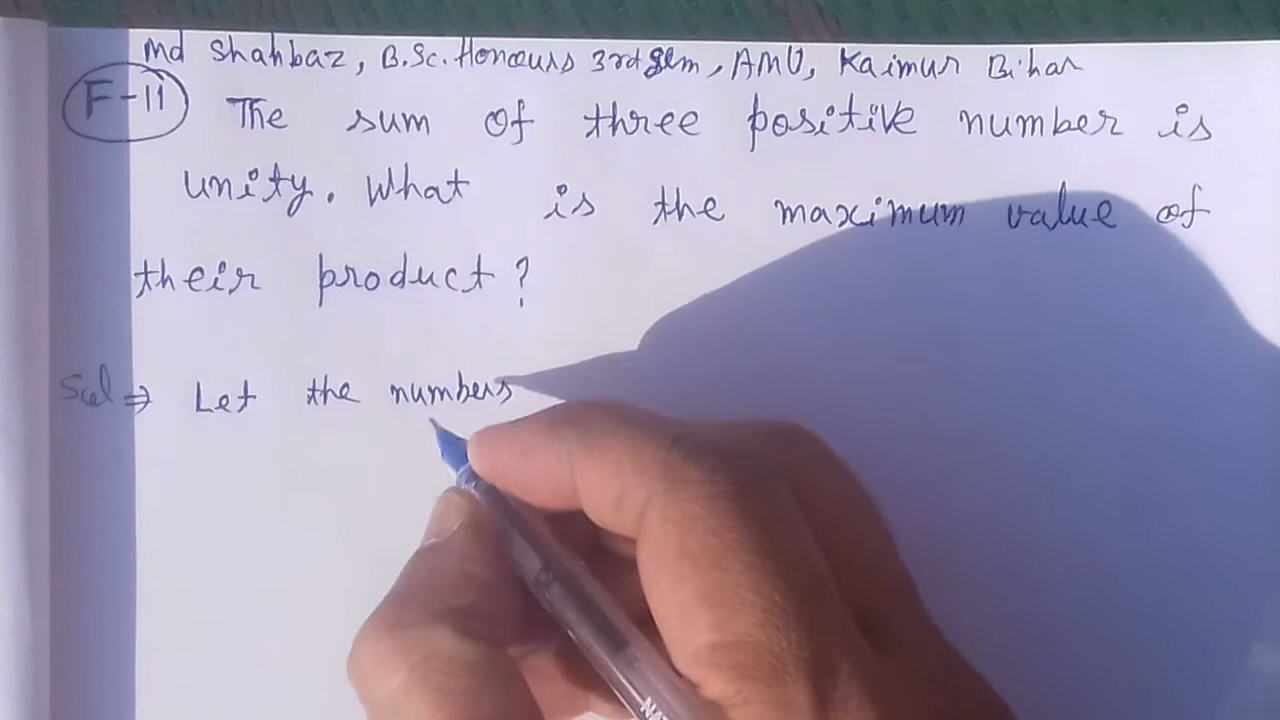 Md Shahbaz, B.Sc. Honours 3rd Sem, AMU, Kaimur Bihar
F-11 The sum of three positive number is
unity. What is the maximum value of
their product?
Sol ⇒ Let the numbers
NAT